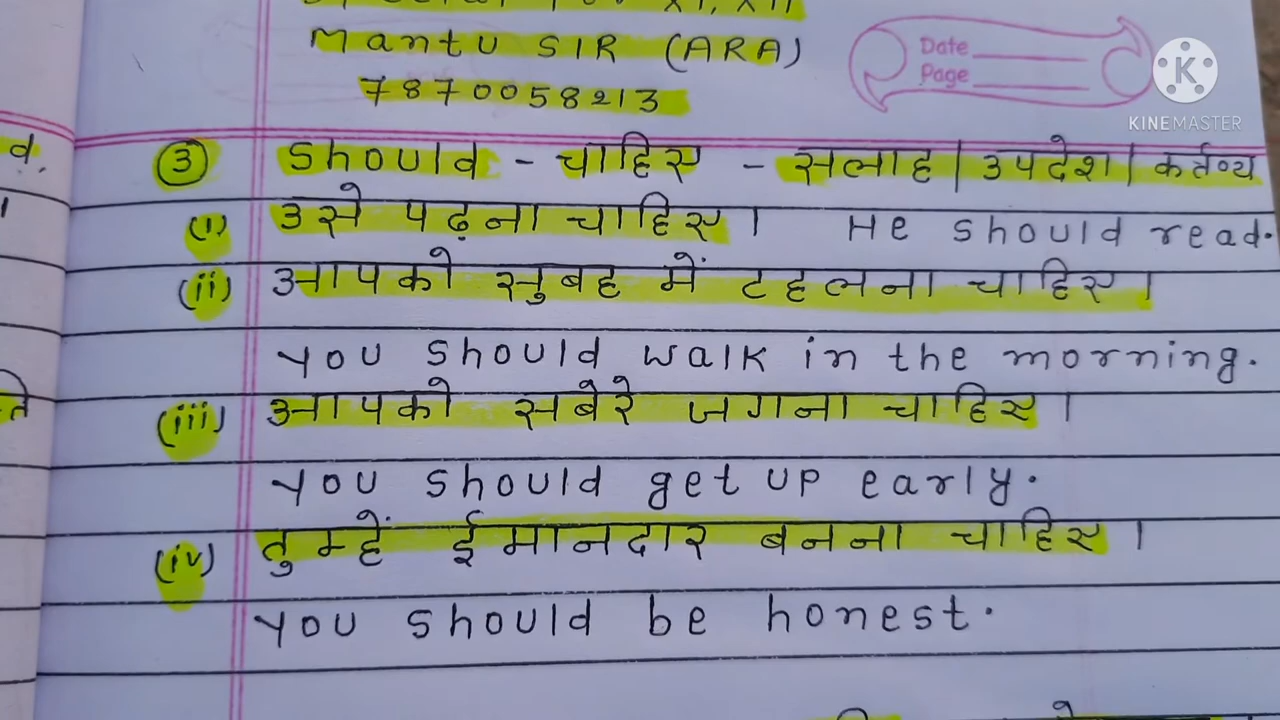 Mantu SIR (ARA)
7870058213
Date
Page
KINEMASTER
③ Should - चाहिए - सलाह | उपदेश | कर्तव्य
(i) उसे पढ़ना चाहिए । He should read.
(ii) आपको सुबह में टहलना चाहिए ।
You should walk in the morning.
(iii) आपको सबेरे जगना चाहिए ।
You should get up early.
(iv) तुम्हें ईमानदार बनना चाहिए ।
You should be honest.